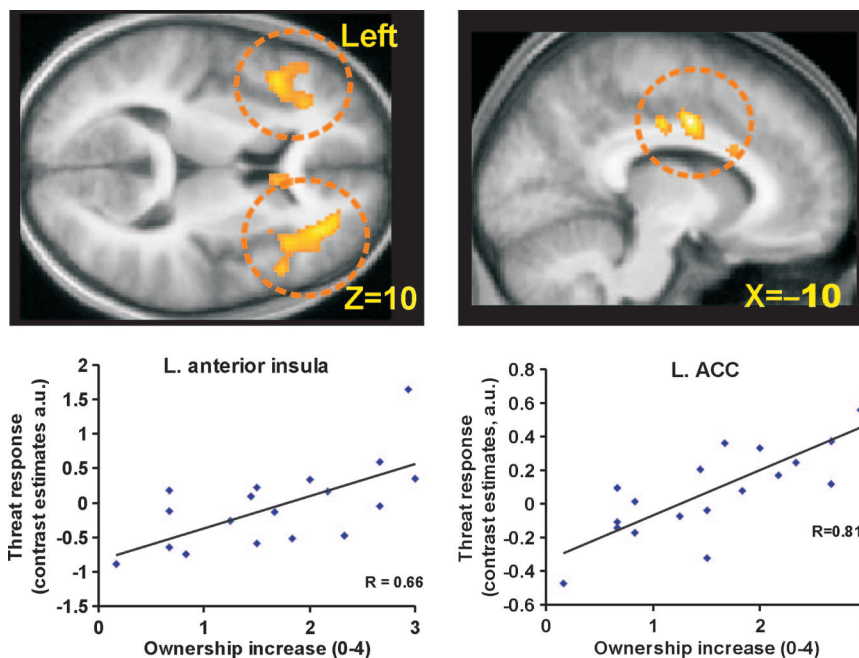 Left
Z=10
X=–10
L. anterior insula
Threat response
(contrast estimates a.u.)
2
1.5
1
0.5
0
-0.5
-1
-1.5
R = 0.66
0
1
2
3
Ownership increase (0-4)
L. ACC
Threat response
(contrast estimates, a.u.)
0.8
0.6
0.4
0.2
0
-0.2
-0.4
-0.6
R=0.81
0
1
2
Ownership increase (0-4)